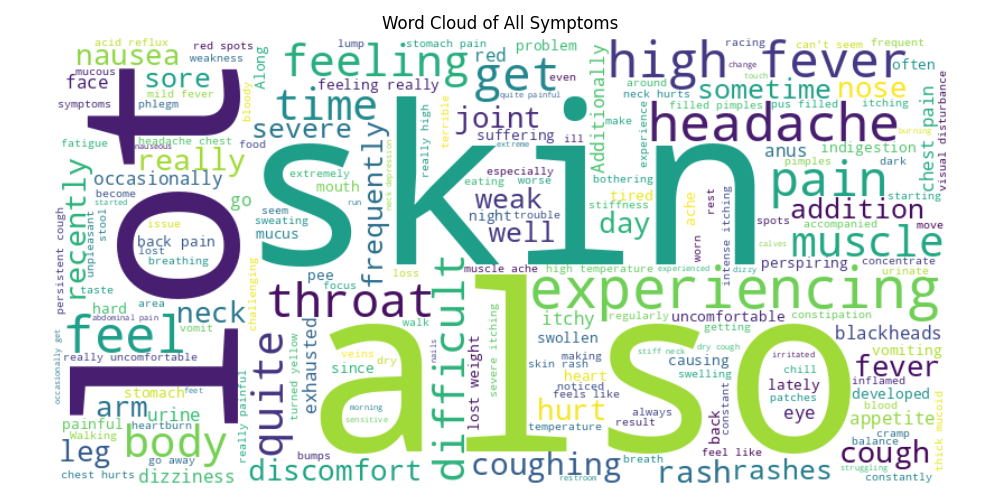 Word Cloud of All Symptoms
acid reflux
red spots
lump
stomach pain
problem
racing
can't seem
frequent
nausea
weakness
Along
feeling
red
get
even
high fever
change
often
mucous
face
sore
feeling really
quite painful
Additionally
around
touch
sometime
nose
mild fever
bloody
time
terrible
neck hurts
filled pimples
pus filled
itching
symptoms
phlegm
lot
skin
joint
make
experience
headache
chest pain
visual disturbance
fatigue
headache chest
severe
suffering
ill
anus
indigestion
nauseous
food
frequently
neck depression
really high
extreme
burning
really
extremely
especially
bothering
pimples
dark
recently
occasionally
mouth
eating
worse
tired
pain
starting
become
go
run
weak
stiffness
ache
rest
addition
started
seem
night
trouble
day
spots
accompanied
move
persistent cough
unpleasant
stool
issue
sweating
well
worn
intense itching
muscle
back pain
mucus
calves
lost
breathing
pee
loss
muscle ache
high temperature
experienced
dizzy
perspiring
concentrate
taste
challenging
focus
urinate
area
throat
experiencing
hard
neck
difficult
walk
itchy
regularly
uncomfortable
constipation
abdominal pain
feel
vomit
exhausted
also
getting
blackheads
occasionally get
quite
since
veins
dry
severe itching
swollen
stiff neck
dry cough
irritated
vomiting
really uncomfortable
turned yellow
nails
lost weight
making
causing
skin rash
swelling
chill
fever
stomach
feet
heart
noticed
feels like
lately
inflamed
arm
heartburn
morning
patches
developed
painful
urine
really painful
sensitive
hurt
always
back
constant
eye
blood
appetite
Walking
body
temperature
result
balance
cramp
thick mucoid
leg
go away
bumps
breath
feel like
cough
struggling
chest hurts
dizziness
discomfort
coughing
restroom
rash
rashes
constantly